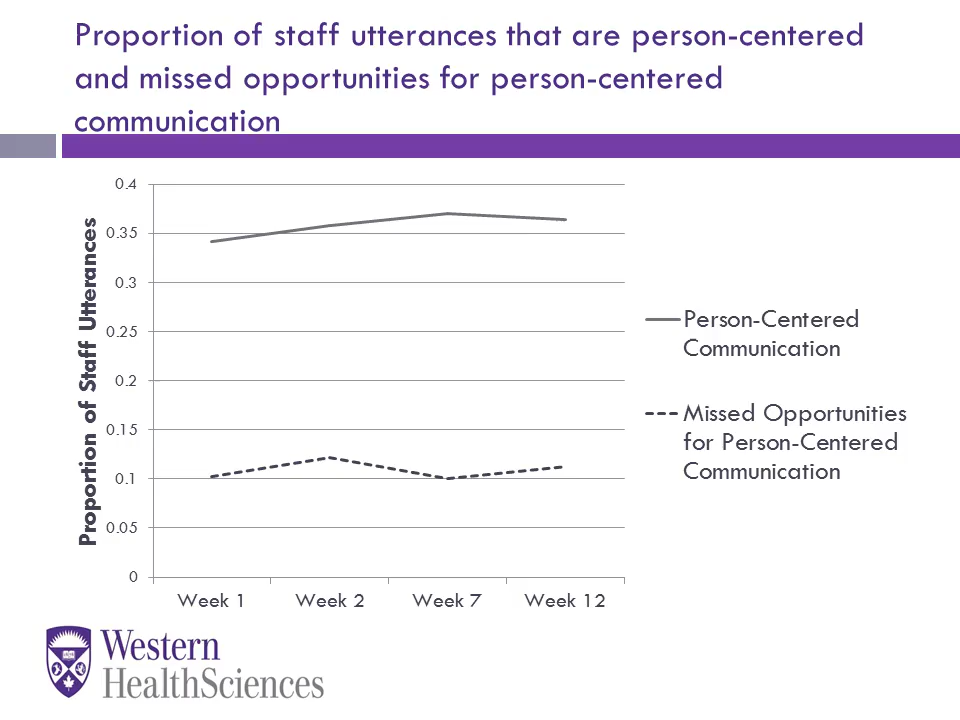 Proportion of staff utterances that are person-centered
and missed opportunities for person-centered
communication
Proportion of Staff Utterances
0.4
0.35
0.3
0.25
0.2
0.15
0.1
0.05
0
Week 1
Week 2
Week 7
Week 12
Person-Centered
Communication
Missed Opportunities
for Person-Centered
Communication
Western
HealthSciences